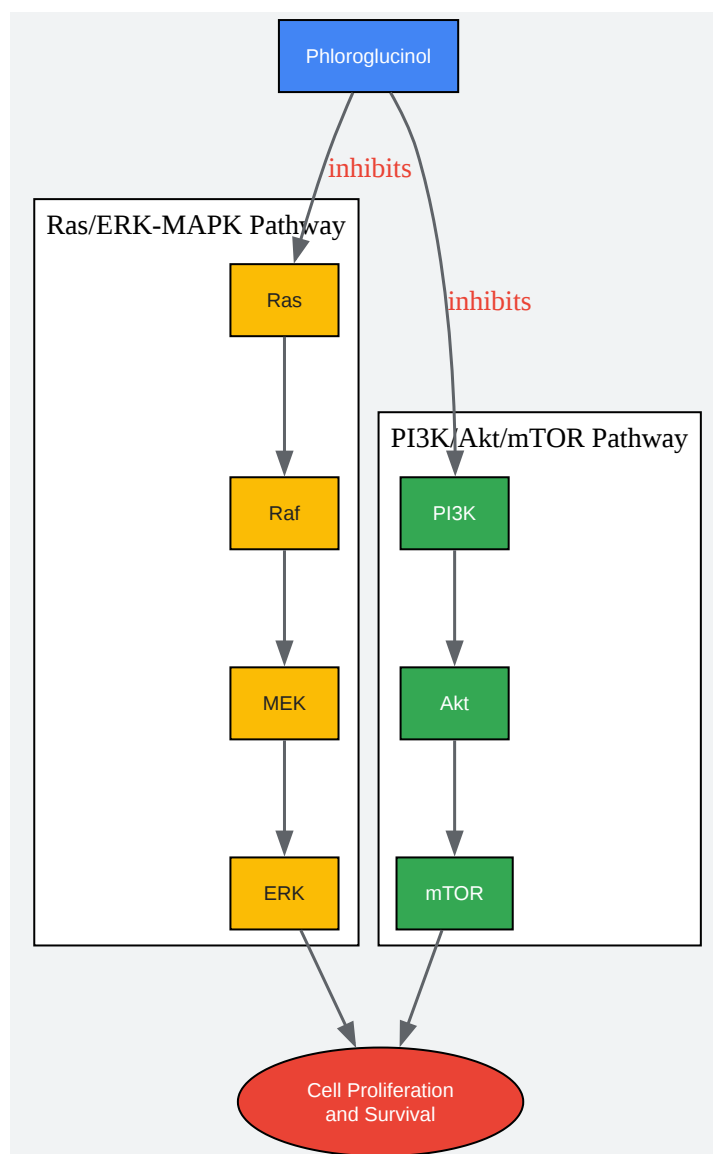 Phloroglucinol
inhibits
Ras/ERK-MAPK Pathway
Ras
inhibits
PI3K/Akt/mTOR Pathway
Raf
PI3K
MEK
Akt
ERK
mTOR
Cell Proliferation
and Survival